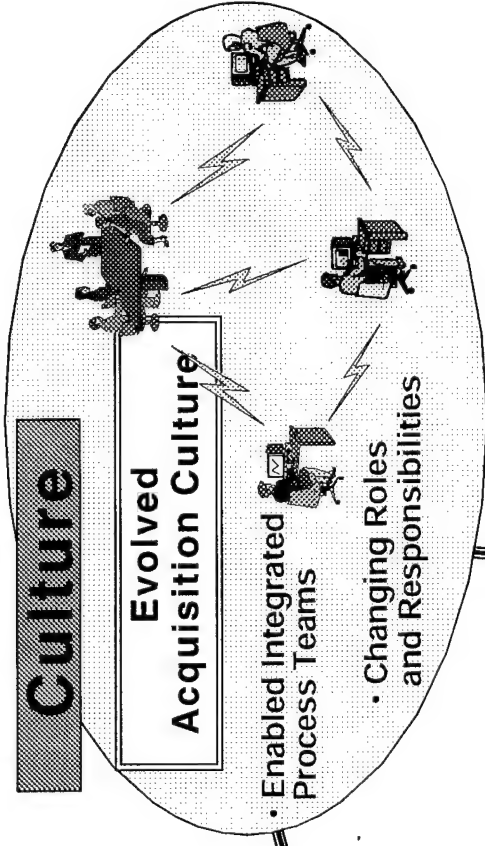 Culture
Evolved
Acquisition Culture
• Enabled Integrated
Process Teams
• Changing Roles
and Responsibilities